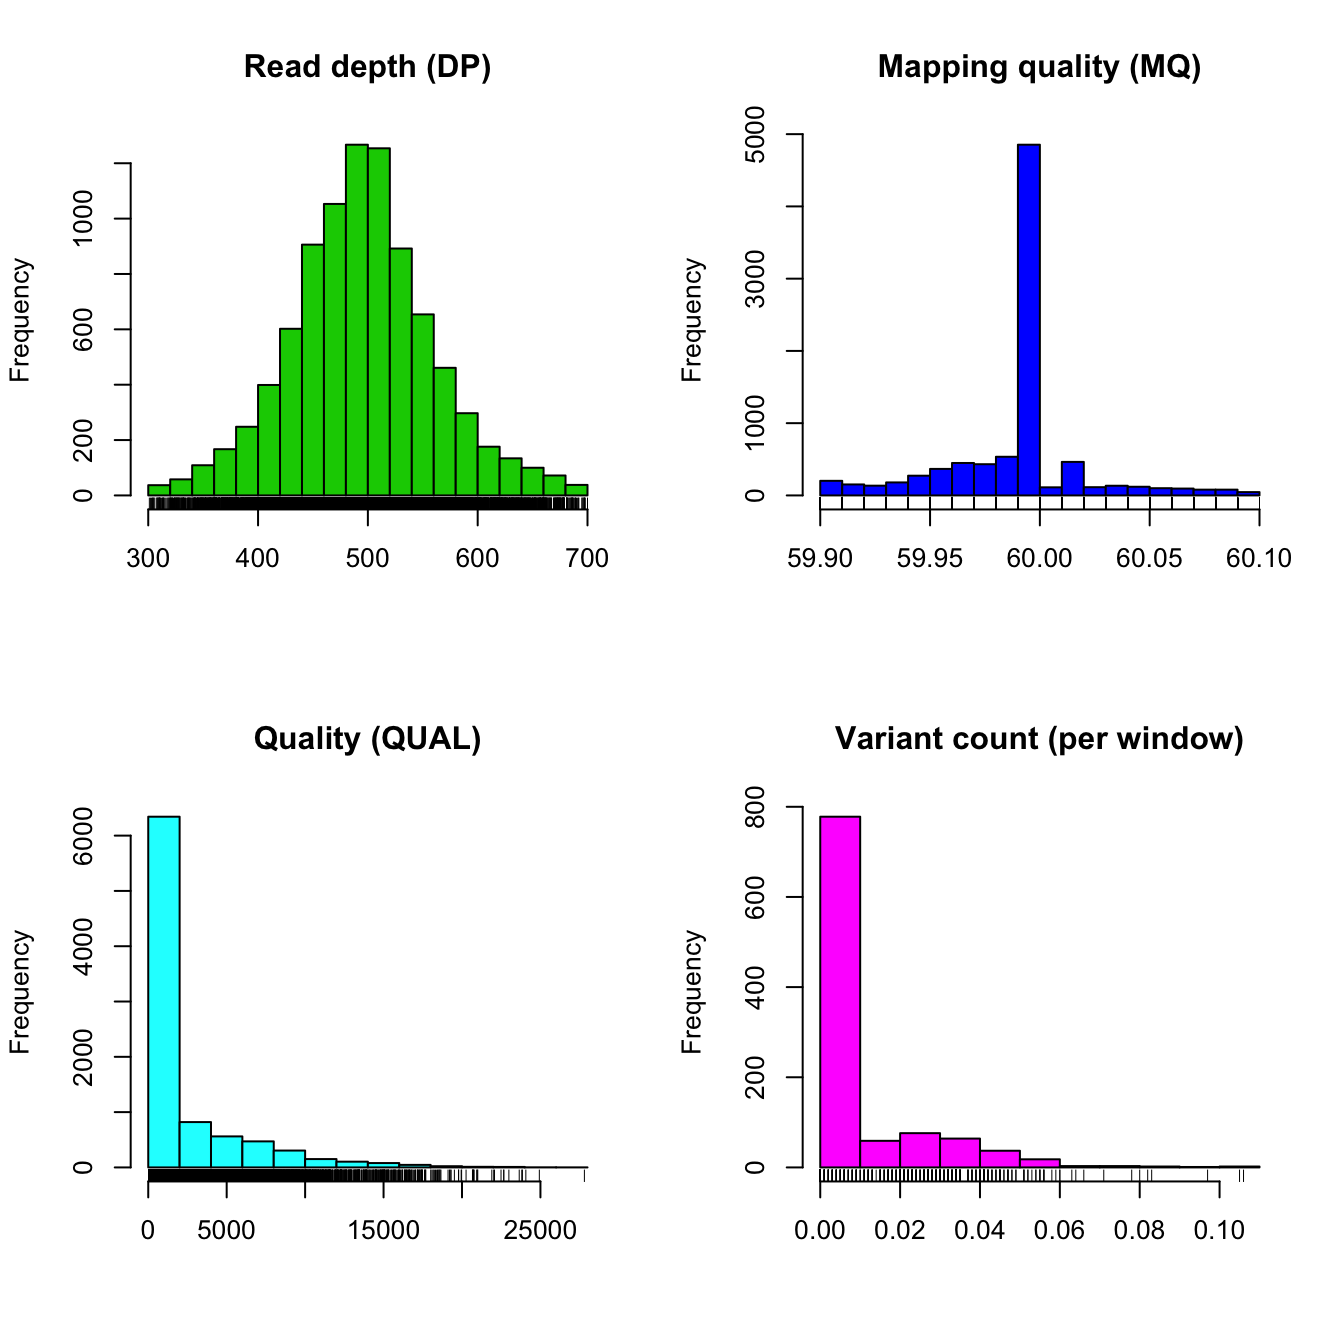 Read depth (DP)
Frequency
0 200 600 1000
300 400 500 600 700
Mapping quality (MQ)
Frequency
0 1000 3000 5000
59.90 59.95 60.00 60.05 60.10
Quality (QUAL)
Frequency
0 2000 4000 6000
0 5000 15000 25000
Variant count (per window)
Frequency
0 200 400 600 800
0.00 0.02 0.04 0.06 0.08 0.10